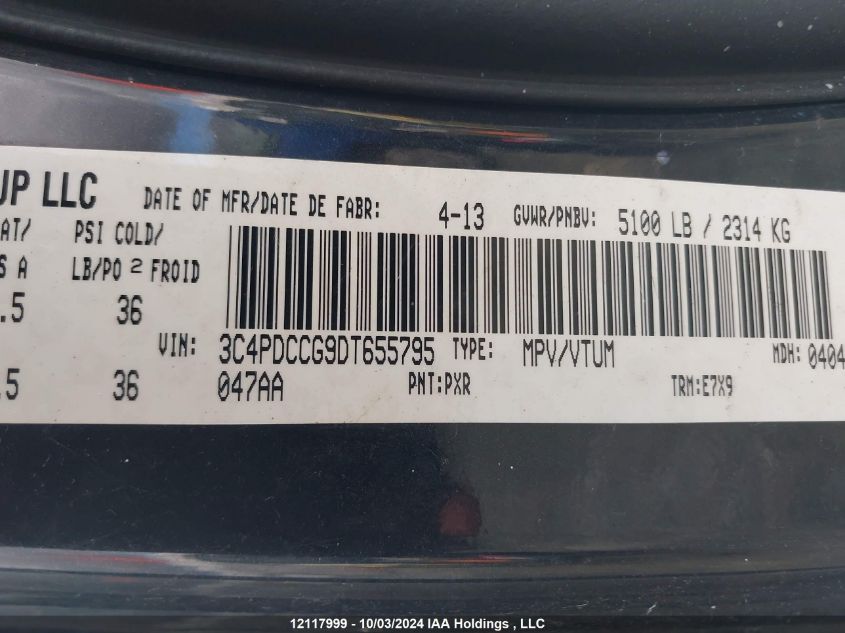 UP LLC DATE OF MFR/DATE DE FABR: 4-13 GVWR/PNBV: 5100 LB / 2314 KG
AT/ PSI COLD/
S A LB/PO 2 FROID
.5 36
VIN: 3C4PDCCG9DT655795 TYPE: MPV/VTUM MDH: 0404
.5 36 047AA PNT:PXR TRM:E7X9
12117999 - 10/03/2024 IAA Holdings , LLC